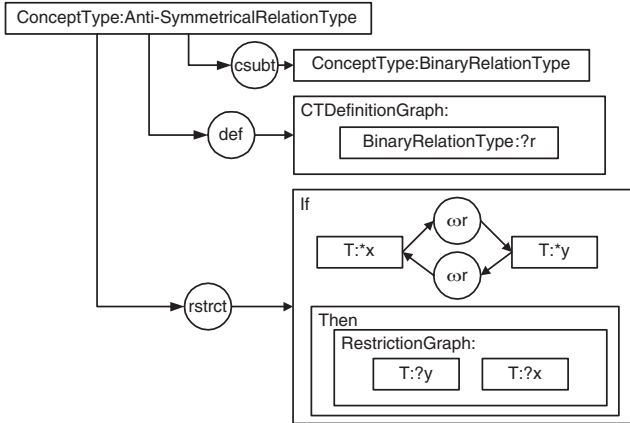 ConceptType:Anti-SymmetricalRelationType
csubt
ConceptType:BinaryRelationType
CTDefinitionGraph:
def
BinaryRelationType:?r
If
ωr
T:*x
T:*y
ωr
rstrct
Then
RestrictionGraph:
T:?y
T:?x